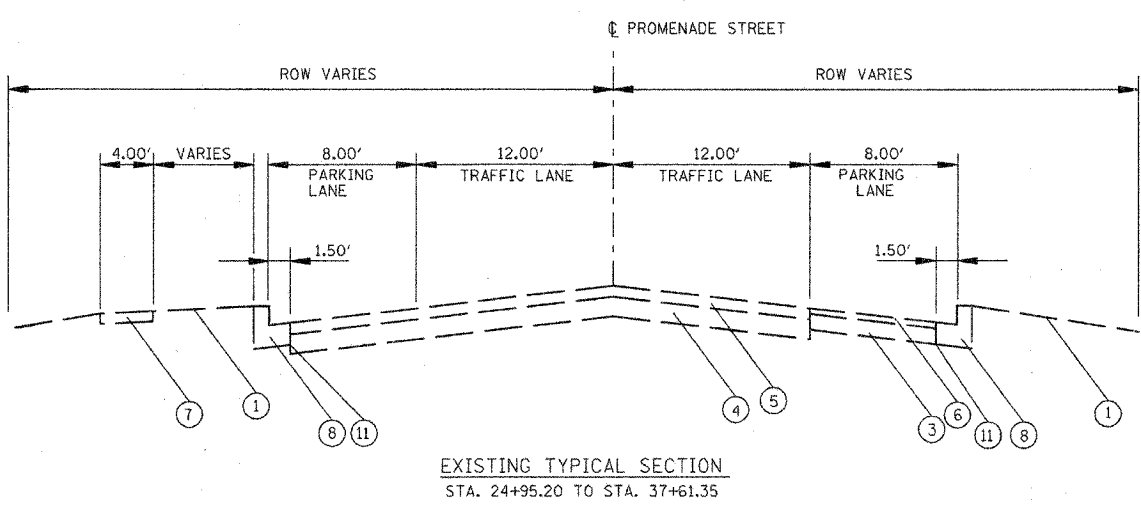 ℄ PROMENADE STREET
ROW VARIES
ROW VARIES
4.00'
VARIES
8.00'
PARKING
LANE
12.00'
TRAFFIC LANE
12.00'
TRAFFIC LANE
8.00'
PARKING
LANE
1.50'
1.50'
7
1
8
11
4
5
3
6
11
8
1
EXISTING TYPICAL SECTION
STA. 24+95.20 TO STA. 37+61.35